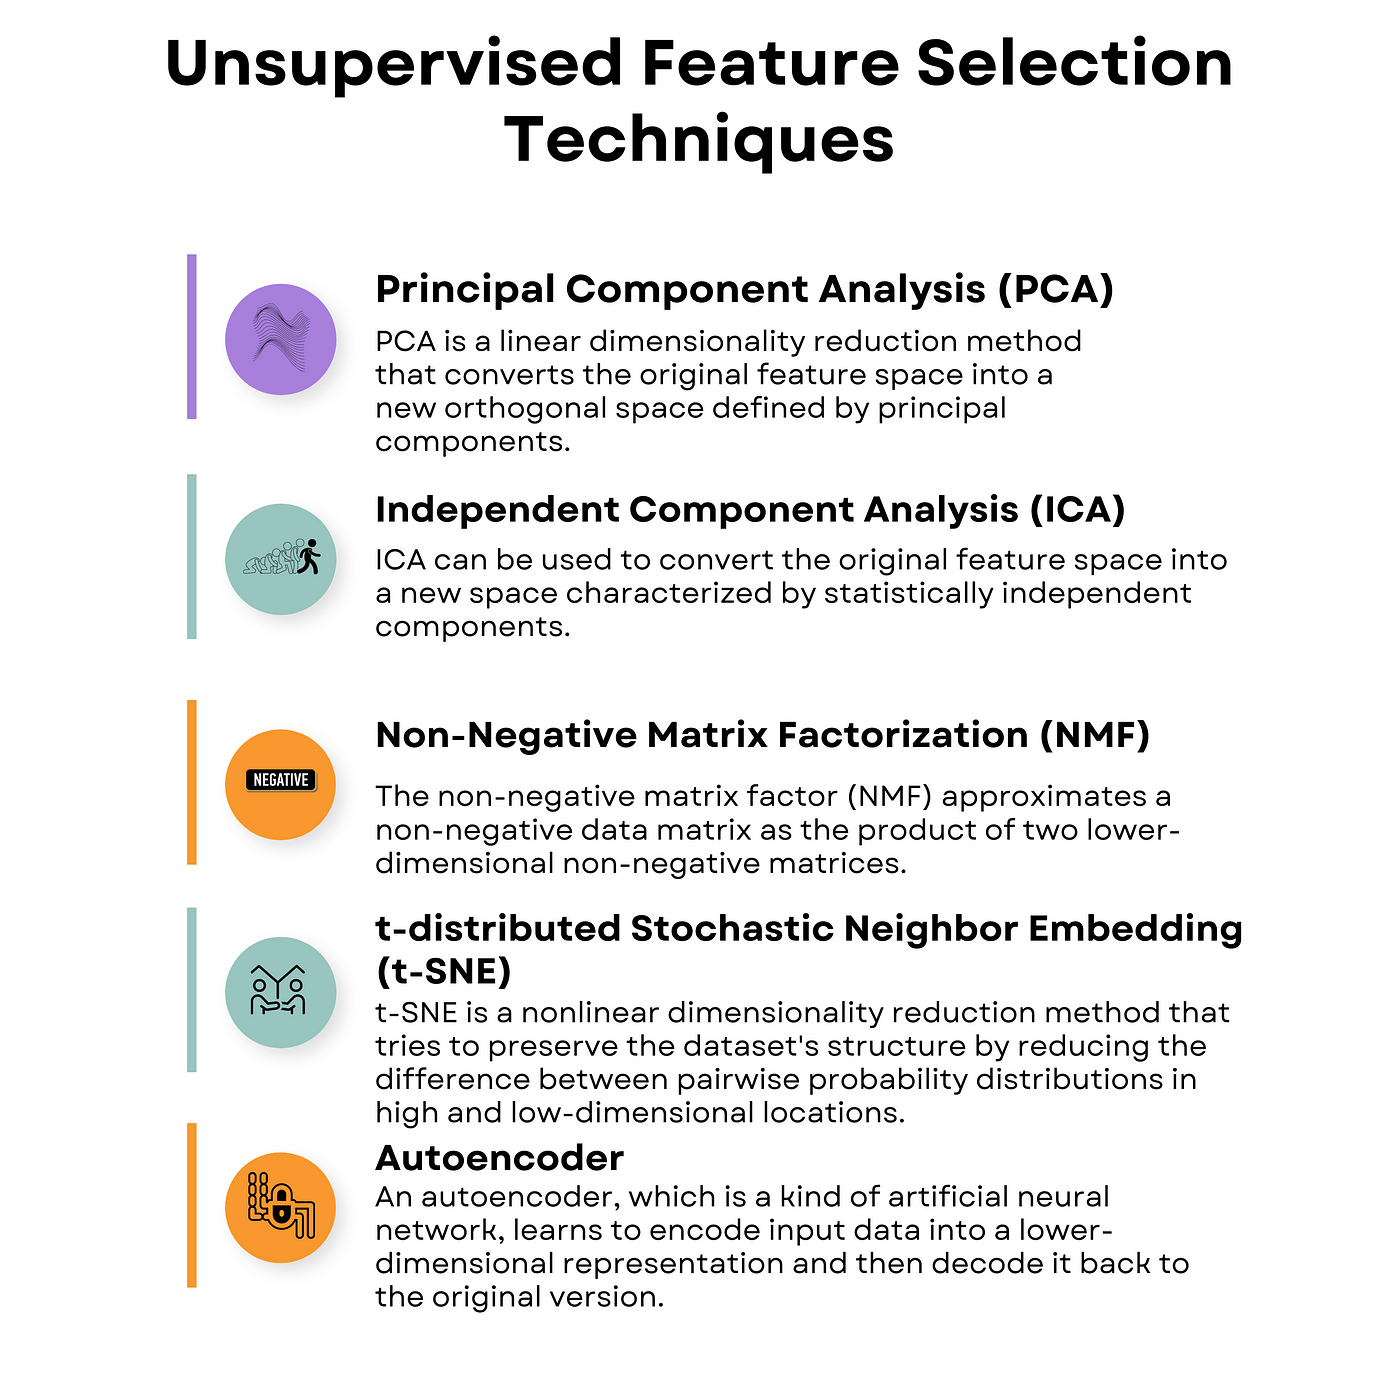 Unsupervised Feature Selection
Techniques
Principal Component Analysis (PCA)
PCA is a linear dimensionality reduction method
that converts the original feature space into a
new orthogonal space defined by principal
components.
Independent Component Analysis (ICA)
ICA can be used to convert the original feature space into
a new space characterized by statistically independent
components.
Non-Negative Matrix Factorization (NMF)
NEGATIVE
The non-negative matrix factor (NMF) approximates a
non-negative data matrix as the product of two lower-
dimensional non-negative matrices.
t-distributed Stochastic Neighbor Embedding
(t-SNE)
t-SNE is a nonlinear dimensionality reduction method that
tries to preserve the dataset's structure by reducing the
difference between pairwise probability distributions in
high and low-dimensional locations.
Autoencoder
An autoencoder, which is a kind of artificial neural
network, learns to encode input data into a lower-
dimensional representation and then decode it back to
the original version.